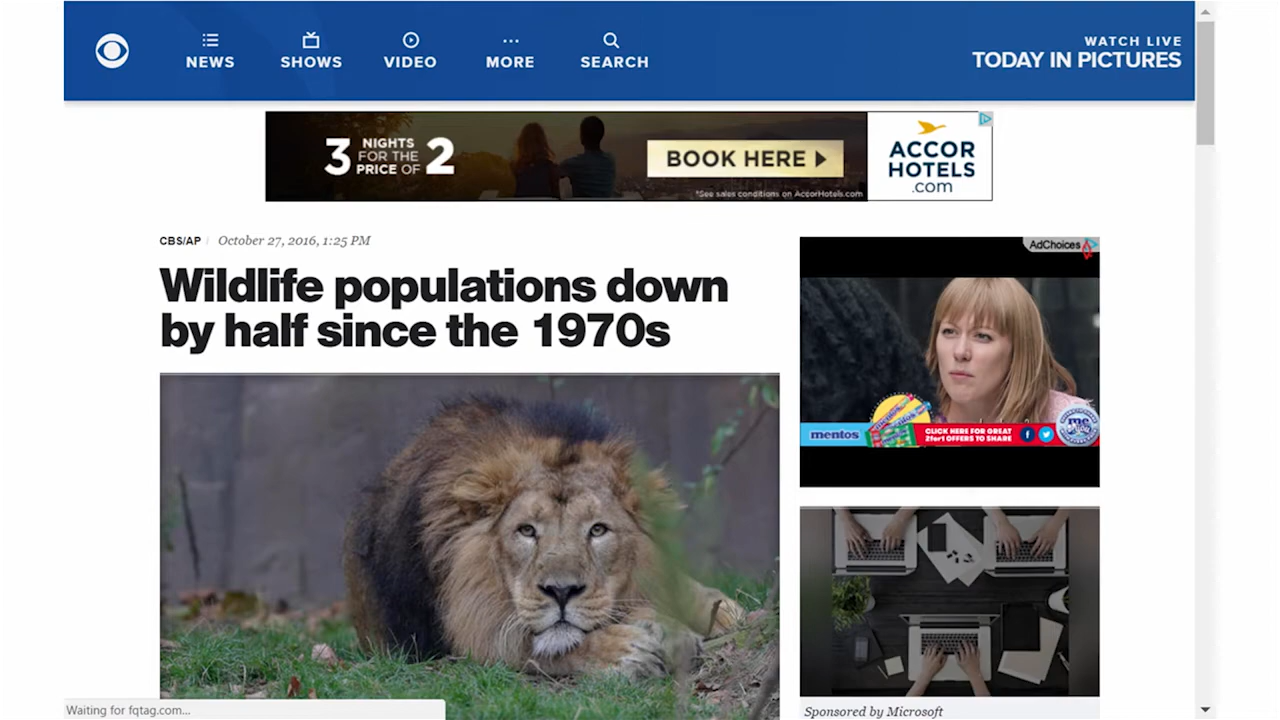 NEWS
SHOWS
VIDEO
MORE
SEARCH
WATCH LIVE
TODAY IN PICTURES
3 NIGHTS FOR THE PRICE OF 2
BOOK HERE
*See sales conditions on AccorHotels.com
ACCOR
HOTELS
.com
CBS/AP October 27, 2016, 1:25 PM
Wildlife populations down
by half since the 1970s
AdChoices
mentos
CLICK HERE FOR GREAT
2for1 OFFERS TO SHARE
Sponsored by Microsoft
Waiting for fqtag.com...